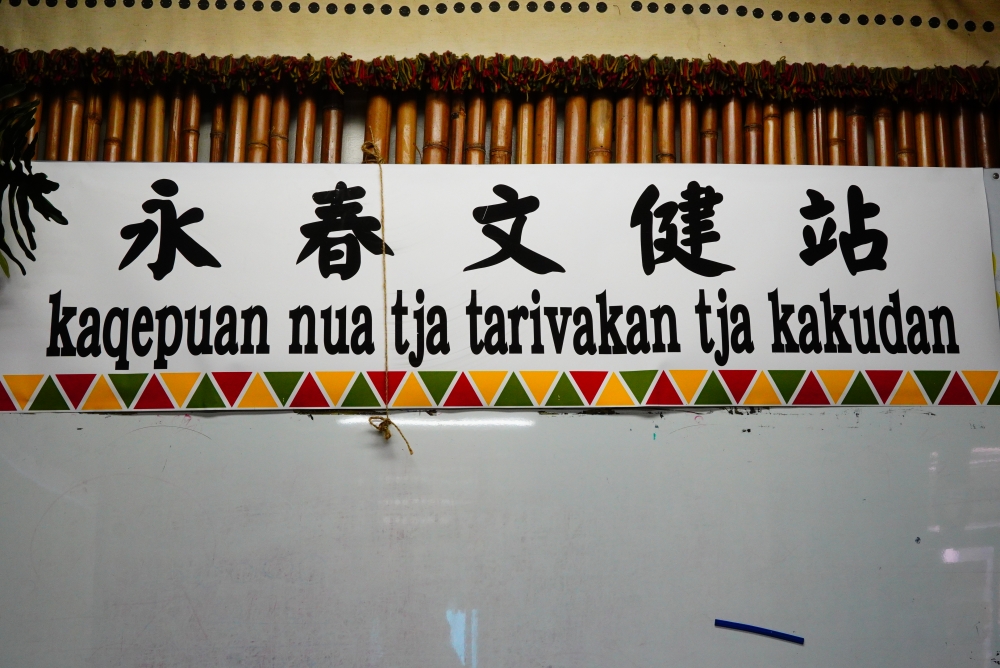 永春文健站
kaqepuan nua tja tarivakan tja kakudan